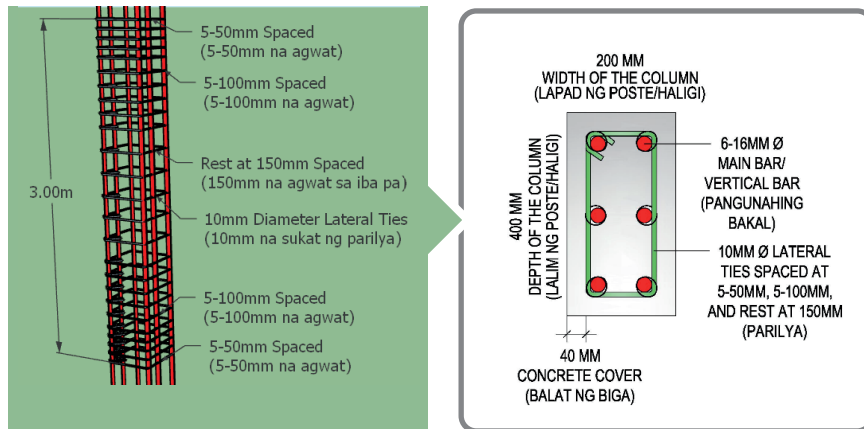 5-50mm Spaced
(5-50mm na agwat)
5-100mm Spaced
(5-100mm na agwat)
Rest at 150mm Spaced
(150mm na agwat sa iba pa)
3.00m
10mm Diameter Lateral Ties
(10mm na sukat ng parilya)
5-100mm Spaced
(5-100mm na agwat)
5-50mm Spaced
(5-50mm na agwat)
200 MM
WIDTH OF THE COLUMN
(LAPAD NG POSTE/HALIGI)
400 MM
DEPTH OF THE COLUMN
(LALIM NG POSTE/HALIGI)
6-16MM Ø
MAIN BAR/
VERTICAL BAR
(PANGUNAHING
BAKAL)
10MM Ø LATERAL
TIES SPACED AT
5-50MM, 5-100MM,
AND REST AT 150MM
(PARILYA)
40 MM
CONCRETE COVER
(BALAT NG BIGA)